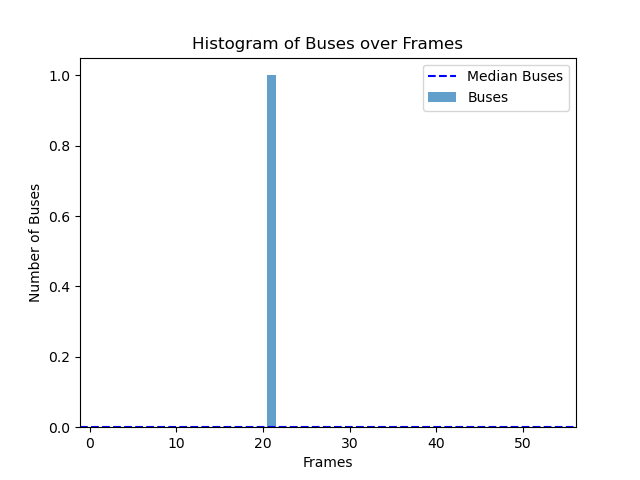 Histogram of Buses over Frames
Median Buses
Buses
Number of Buses
1.0
0.8
0.6
0.4
0.2
0.0
0 10 20 30 40 50
Frames